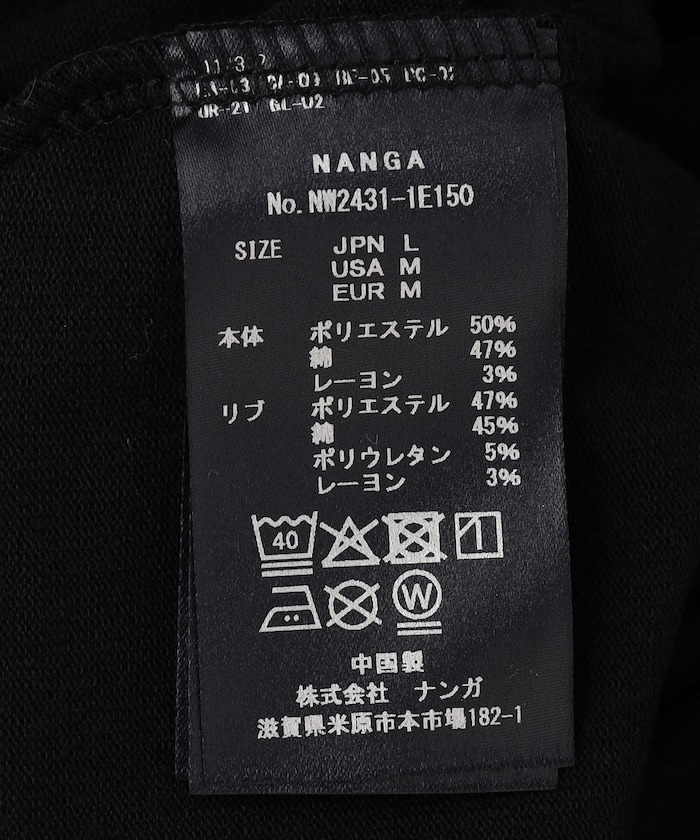 GL-02
NANGA
No. NW2431-1E150
SIZE JPN L
USA M
EUR M
本体 ポリエステル 50%
綿 47%
レーヨン 3%
リブ ポリエステル 47%
綿 45%
ポリウレタン 5%
レーヨン 3%
40
W
中国製
株式会社 ナンガ
滋賀県米原市本市場182-1